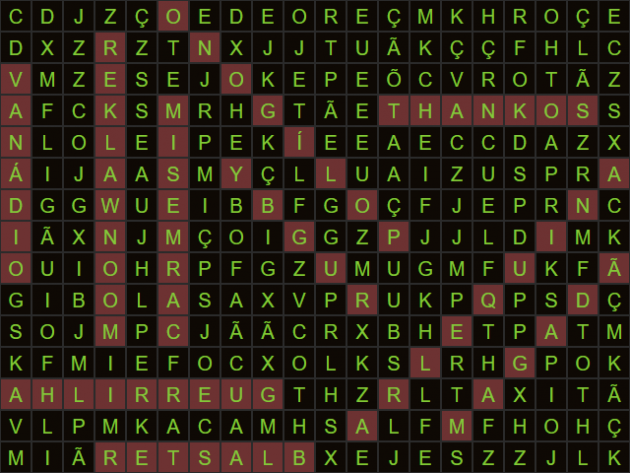 C D J Z Ç O E D E O R E Ç M K H R O Ç E
D X Z R Z T N X J J T U Ã K Ç Ç F H L C
V M Z E S E J O K E P E Õ C V R O T Ã Z
A F C K S M R H G T Ã E T H A N K O S S
N L O L E I P E K Í E E A E C C D A Z X
Á I J A A S M Y Ç L L U A I Z U S P R A
D G G W U E I B B F G O Ç F J E P R N C
I Ã X N J M Ç O I G G Z P J J L D I M K
O U I O H R P F G Z U M U G M F U K F Ã
G I B O L A S A X V P R U K P Q P S D Ç
S O J M P C J Ã Ã C R X B H E T P A T M
K F M I E F O C X O L K S L R H G P O K
A H L I R R E U G T H Z R L T A X I T Ã
V L P M K A C A M H S A L F M F H O H Ç
M I Ã R E T S A L B X E J E S Z Z J L K